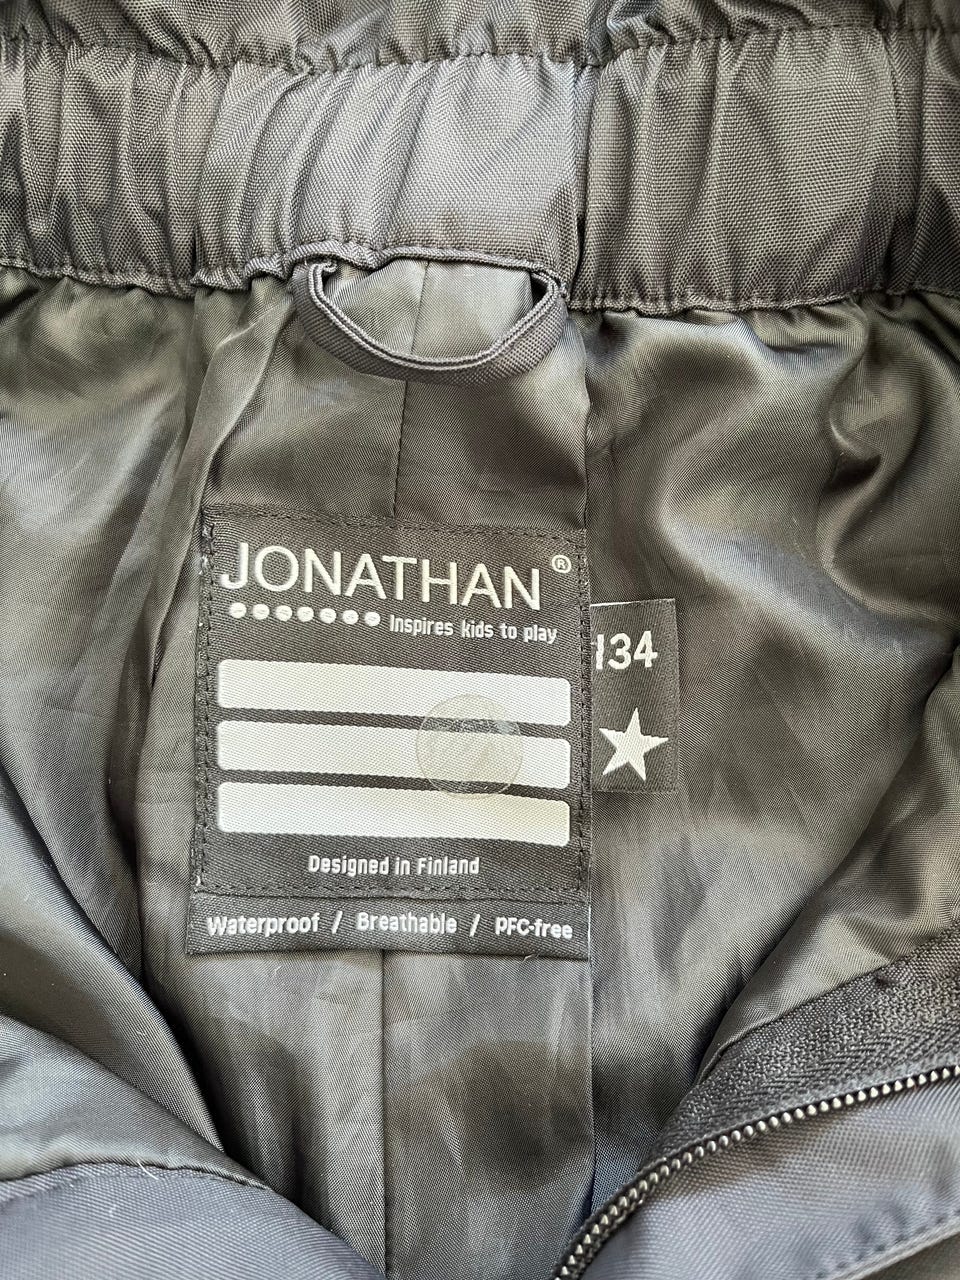 JONATHAN®
Inspires kids to play
134
Designed in Finland
Waterproof / Breathable / PFC-free